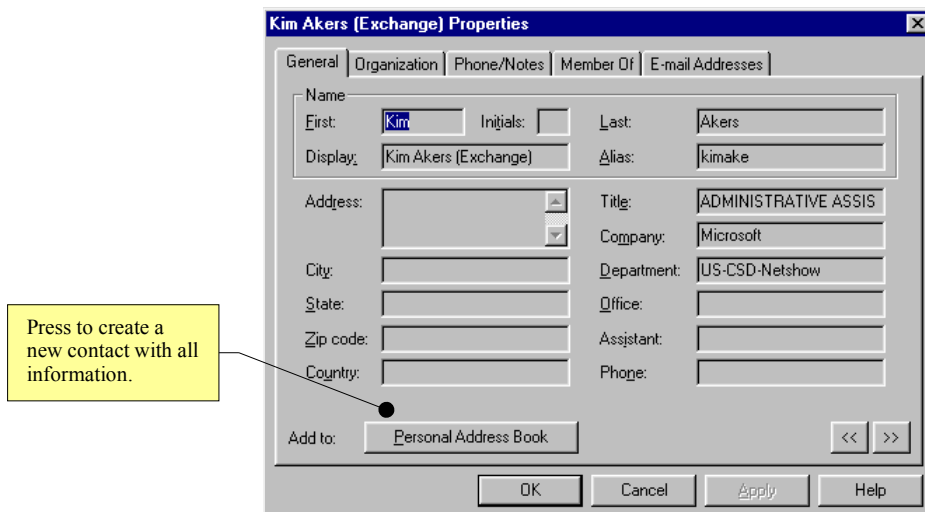 Kim Akers (Exchange) Properties
General Organization Phone/Notes Member Of E-mail Addresses
Name
First: Kim Initials: Last: Akers
Display: Kim Akers (Exchange) Alias: kimake
Address: Title: ADMINISTRATIVE ASSIS
Company: Microsoft
City: Department: US-CSD-Netshow
State: Office:
Zip code: Assistant:
Country: Phone:
Press to create a
new contact with all
information.
Add to: Personal Address Book << >>
OK Cancel Apply Help